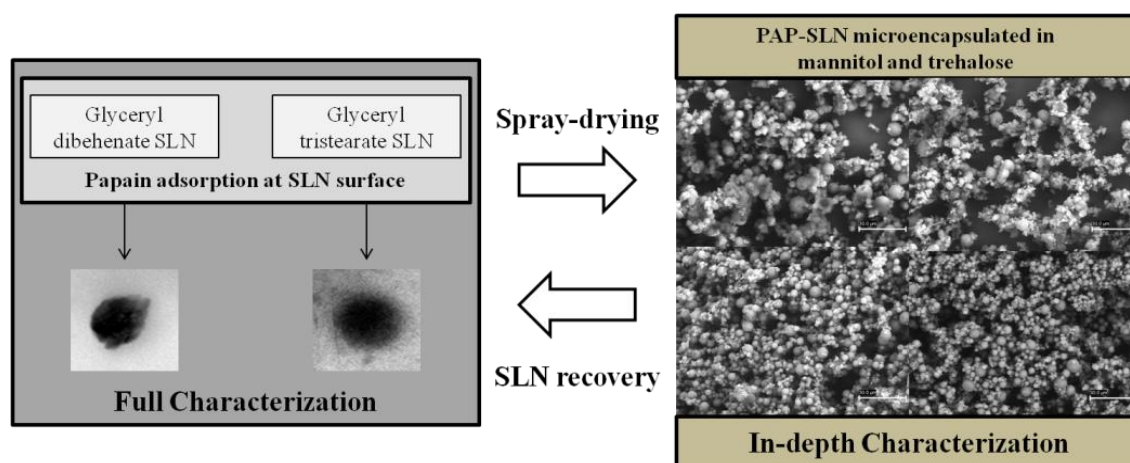 Glyceryl
dibehenate SLN
Glyceryl
tristearate SLN
Papain adsorption at SLN surface
Full Characterization
Spray-drying
SLN recovery
PAP-SLN microencapsulated in
mannitol and trehalose
In-depth Characterization